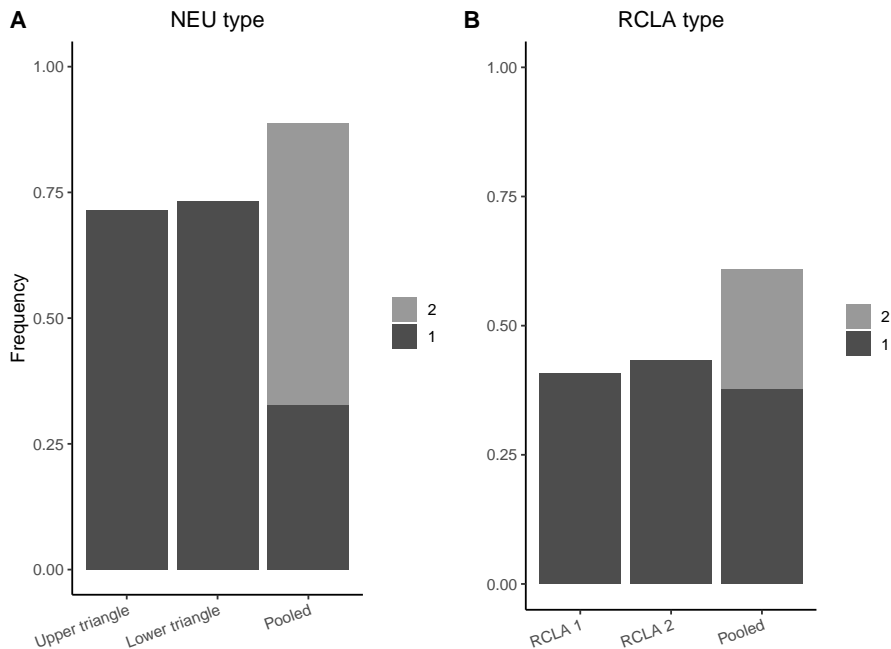 A
NEU type
Frequency
1.00
0.75
0.50
0.25
0.00
Upper triangle
Lower triangle
Pooled
2
1
B
RCLA type
1.00
0.75
0.50
0.25
0.00
RCLA 1
RCLA 2
Pooled
2
1